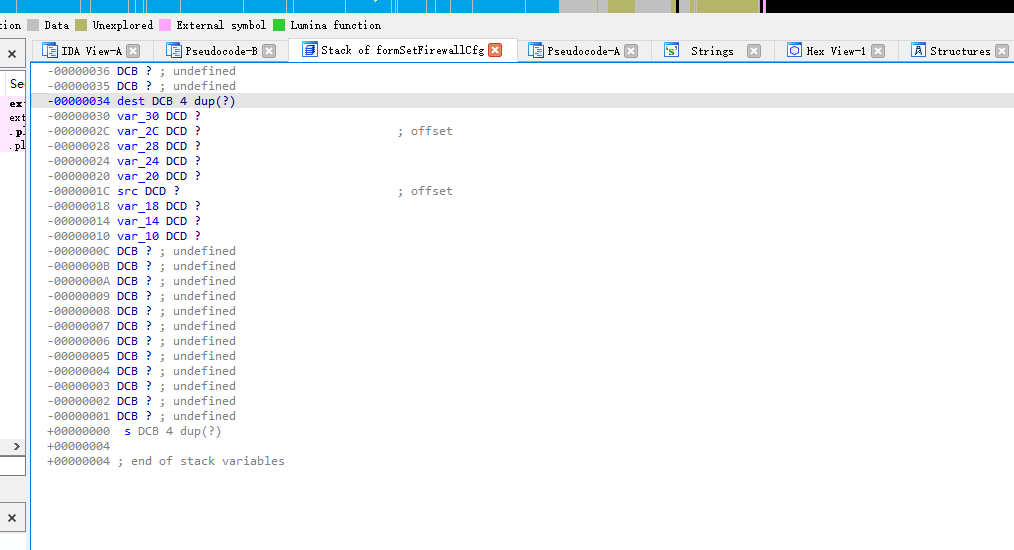 tion Data Unexplored External symbol Lumina function
IDA View-A Pseudocode-B Stack of formSetFirewallCfg Pseudocode-A Strings Hex View-1 Structures
Se
ext
ext
.pl
.pl
-00000036 DCB ? ; undefined
-00000035 DCB ? ; undefined
-00000034 dest DCB 4 dup(?)
-00000030 var_30 DCD ?
-0000002C var_2C DCD ? ; offset
-00000028 var_28 DCD ?
-00000024 var_24 DCD ?
-00000020 var_20 DCD ?
-0000001C src DCD ? ; offset
-00000018 var_18 DCD ?
-00000014 var_14 DCD ?
-00000010 var_10 DCD ?
-0000000C DCB ? ; undefined
-0000000B DCB ? ; undefined
-0000000A DCB ? ; undefined
-00000009 DCB ? ; undefined
-00000008 DCB ? ; undefined
-00000007 DCB ? ; undefined
-00000006 DCB ? ; undefined
-00000005 DCB ? ; undefined
-00000004 DCB ? ; undefined
-00000003 DCB ? ; undefined
-00000002 DCB ? ; undefined
-00000001 DCB ? ; undefined
+00000000 s DCB 4 dup(?)
+00000004
+00000004 ; end of stack variables